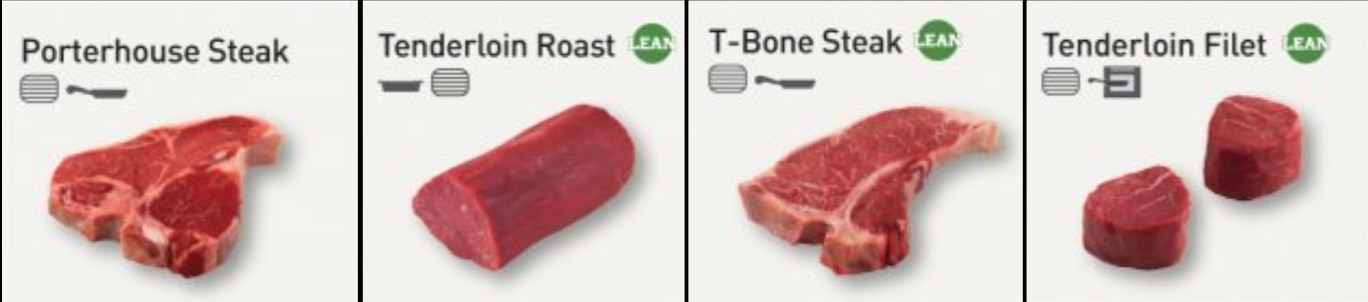 Porterhouse Steak
Tenderloin Roast LEAN
T-Bone Steak LEAN
Tenderloin Filet LEAN